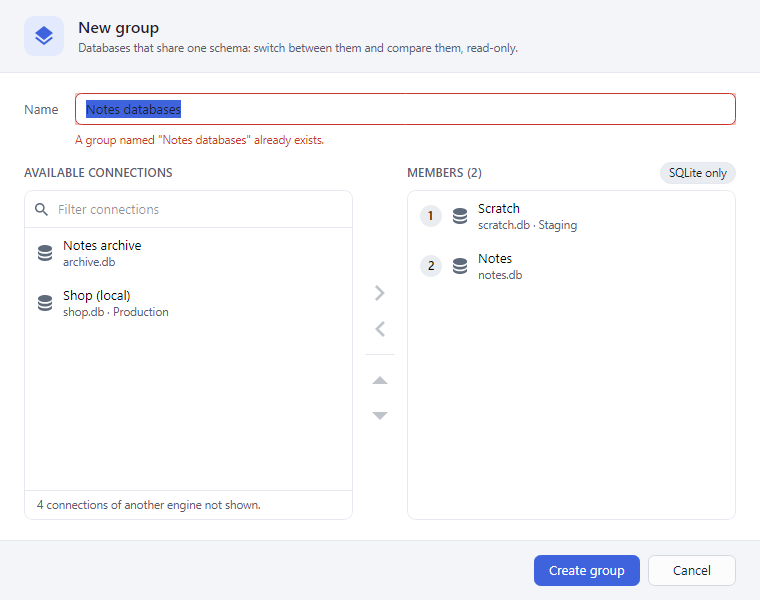 New group
Databases that share one schema: switch between them and compare them, read-only.
Name
Notes databases
A group named "Notes databases" already exists.
AVAILABLE CONNECTIONS
Filter connections
Notes archive
archive.db
Shop (local)
shop.db · Production
4 connections of another engine not shown.
MEMBERS (2)
SQLite only
1
Scratch
scratch.db · Staging
2
Notes
notes.db
Create group
Cancel